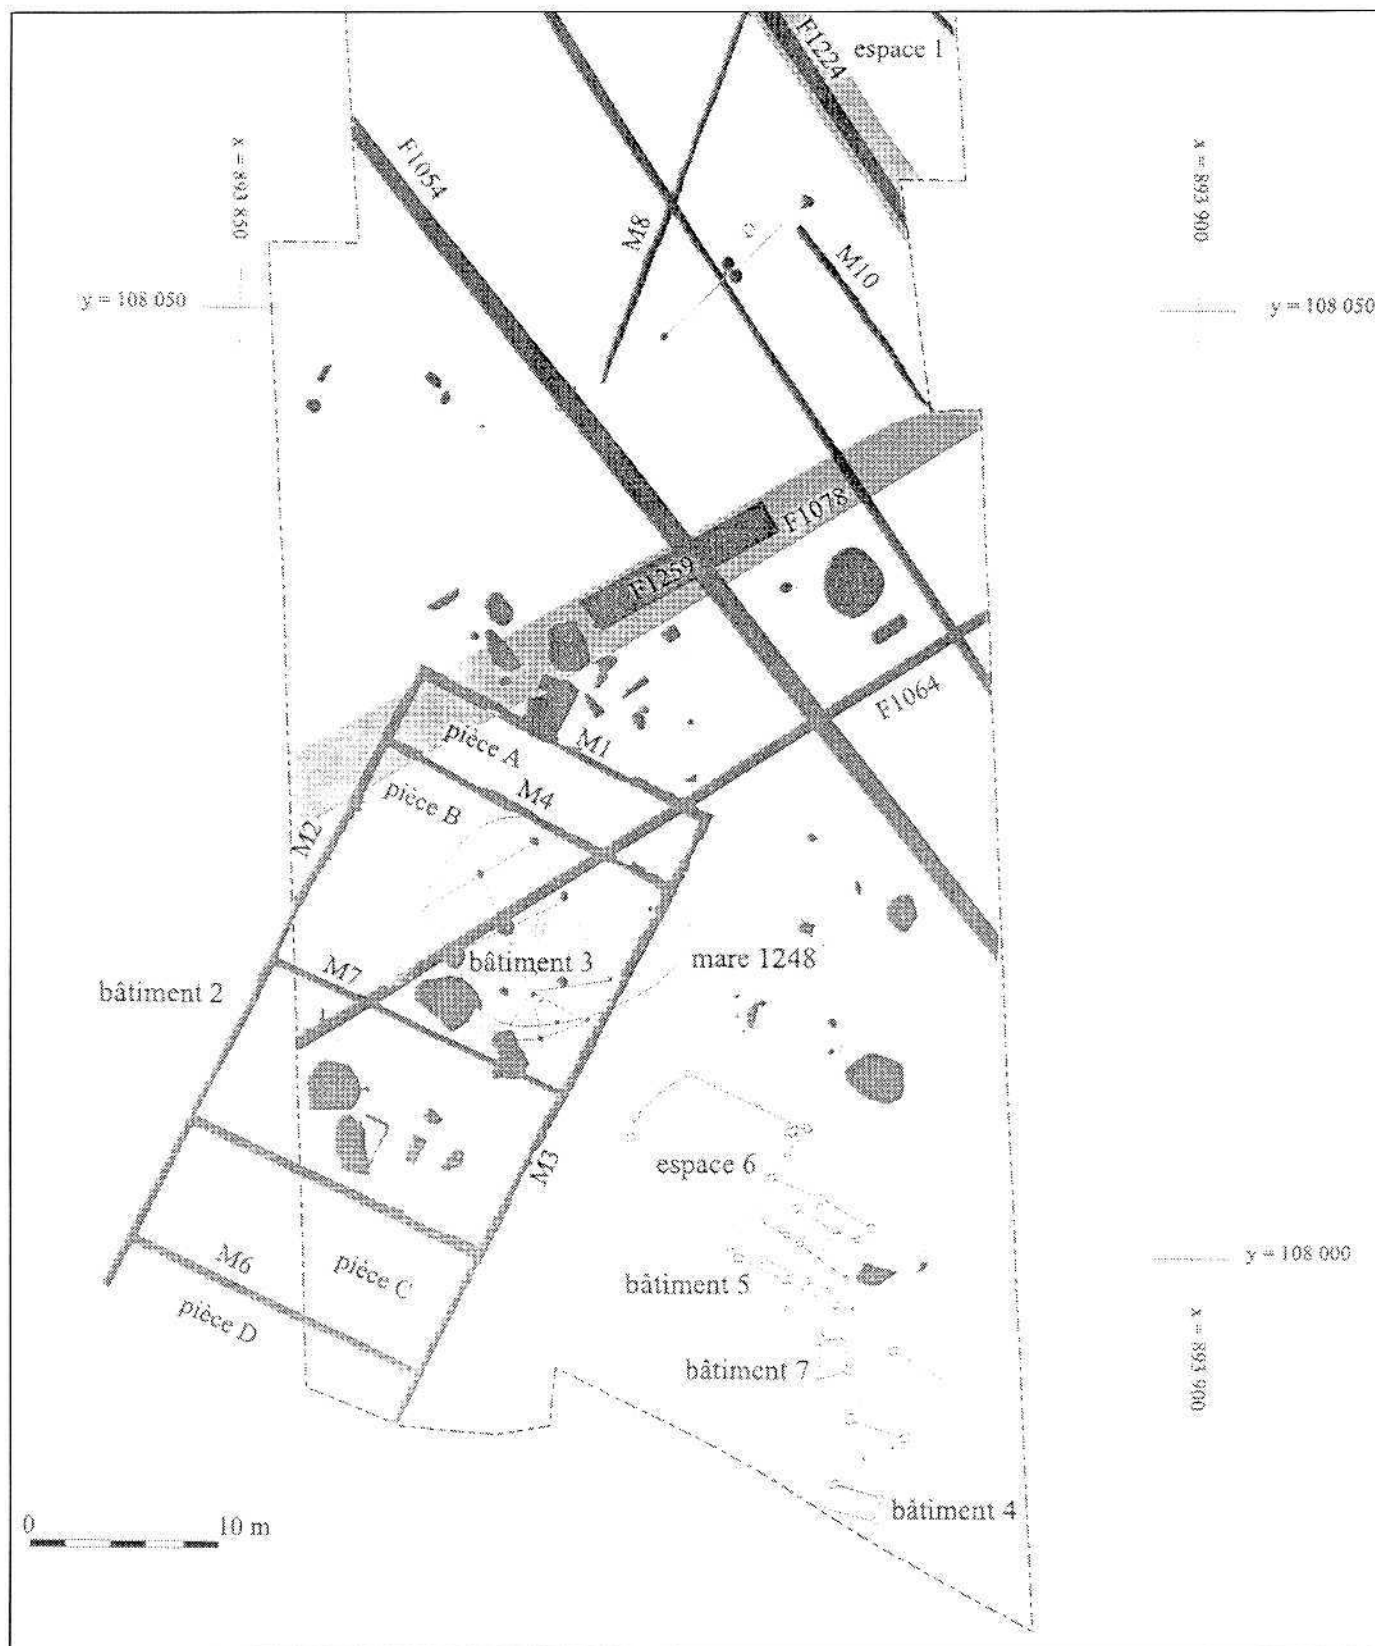 espace 1
F1224
F1054
M8
M10
x = 893 850
x = 893 900
y = 108 050
y = 108 050
F1078
F1259
F1064
pièce A
M1
M4
pièce B
M2
M7
bâtiment 3
mare 1248
bâtiment 2
M3
espace 6
M6
pièce C
pièce D
bâtiment 5
y = 108 000
x = 893 900
bâtiment 7
bâtiment 4
0
10 m